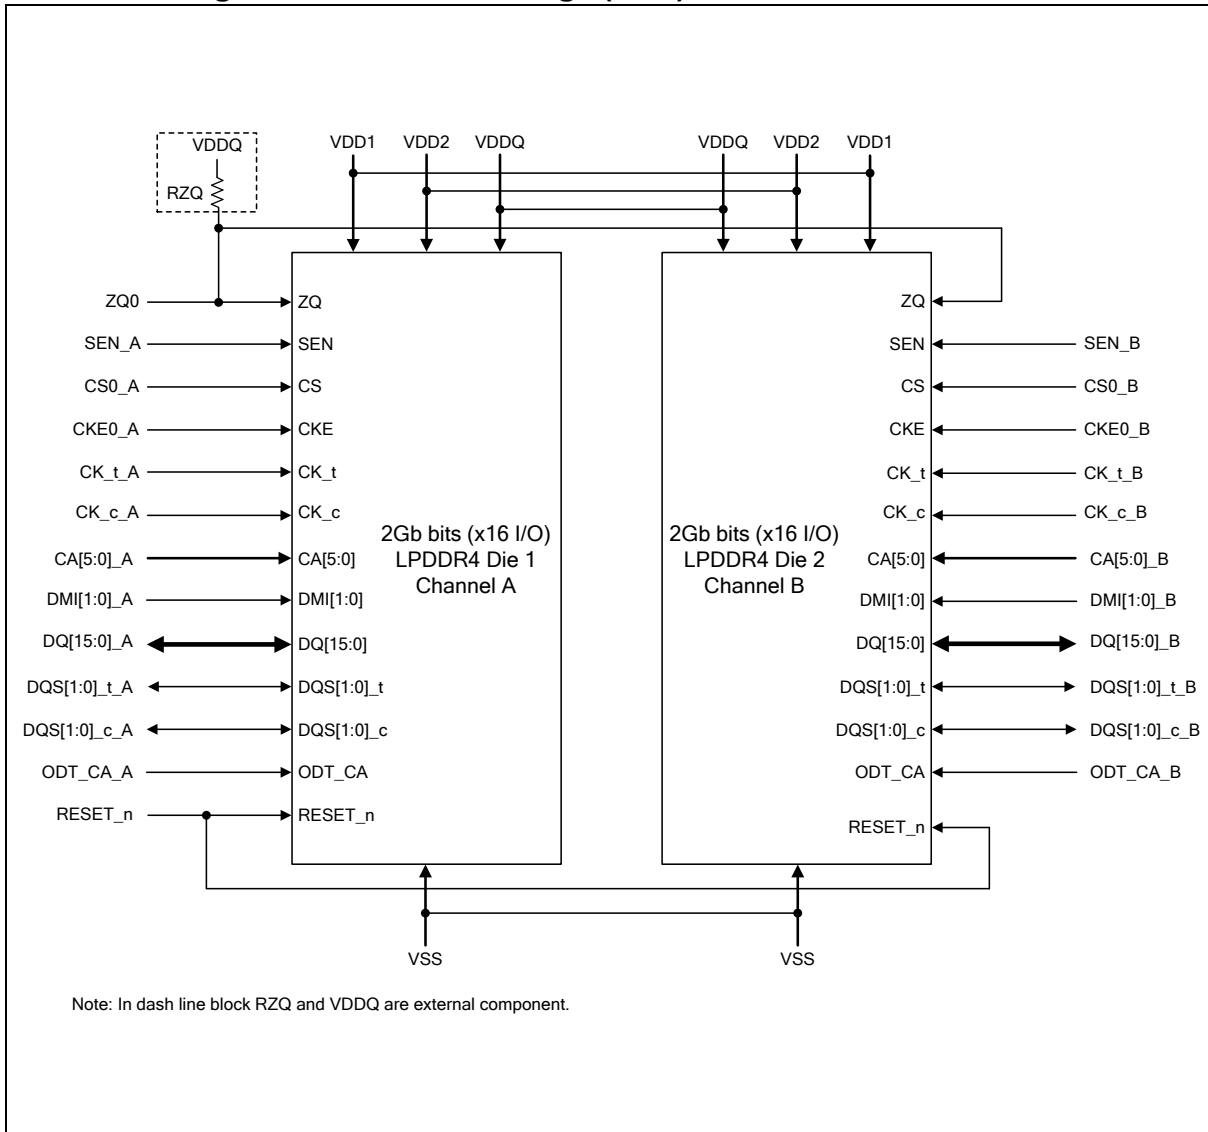 VDDQ VDD1 VDD2 VDDQ VDDQ VDD2 VDD1
RZQ
ZQ0 ZQ ZQ
SEN_A SEN SEN SEN_B
CS0_A CS CS CS0_B
CKE0_A CKE CKE CKE0_B
CK_t_A CK_t CK_t CK_t_B
CK_c_A CK_c CK_c CK_c_B
2Gb bits (x16 I/O) 2Gb bits (x16 I/O)
CA[5:0]_A CA[5:0] LPDDR4 Die 1 LPDDR4 Die 2 CA[5:0] CA[5:0]_B
Channel A Channel B
DMI[1:0]_A DMI[1:0] DMI[1:0] DMI[1:0]_B
DQ[15:0]_A DQ[15:0] DQ[15:0] DQ[15:0]_B
DQS[1:0]_t_A DQS[1:0]_t DQS[1:0]_t DQS[1:0]_t_B
DQS[1:0]_c_A DQS[1:0]_c DQS[1:0]_c DQS[1:0]_c_B
ODT_CA_A ODT_CA ODT_CA ODT_CA_B
RESET_n RESET_n RESET_n
VSS VSS
Note: In dash line block RZQ and VDDQ are external component.